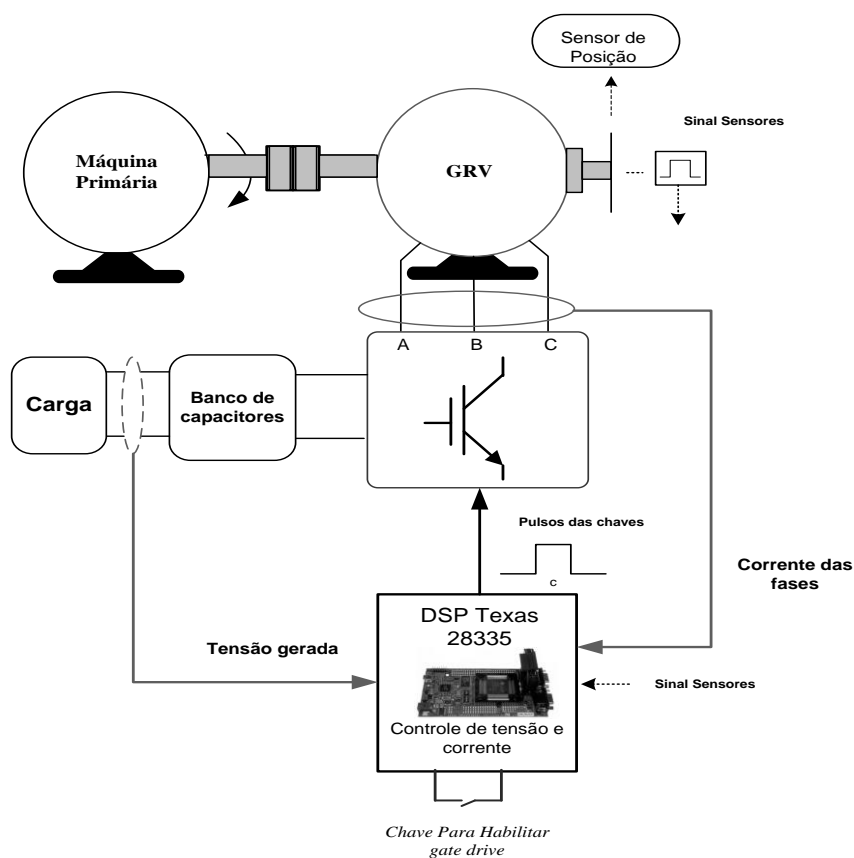 Sensor de
Posição
Sinal Sensores
Máquina
Primária
GRV
A
B
C
Carga
Banco de
capacitores
Pulsos das chaves
c
Corrente das
fases
DSP Texas
28335
Tensão gerada
Sinal Sensores
Controle de tensão e
corrente
Chave Para Habilitar
gate drive